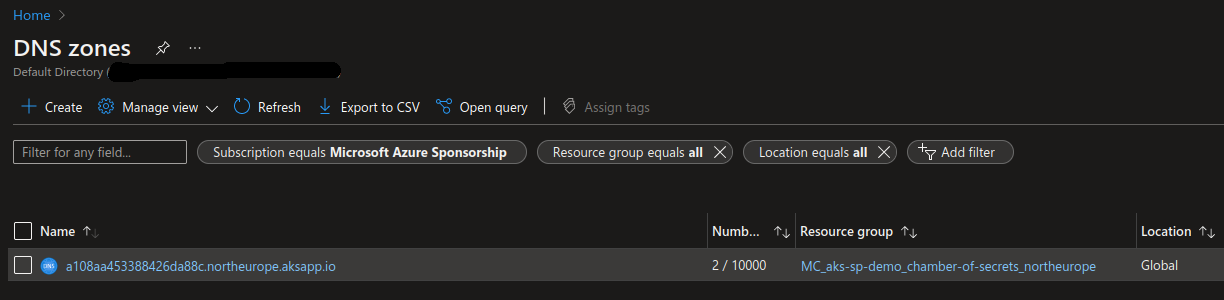 Home >
DNS zones ...
Default Directory (
Create Manage view Refresh Export to CSV Open query Assign tags
Filter for any field... Subscription equals Microsoft Azure Sponsorship Resource group equals all Location equals all Add filter
Name Numb... Resource group Location
DNS a108aa453388426da88c.northeurope.aksapp.io 2 / 10000 MC_aks-sp-demo_chamber-of-secrets_northeurope Global